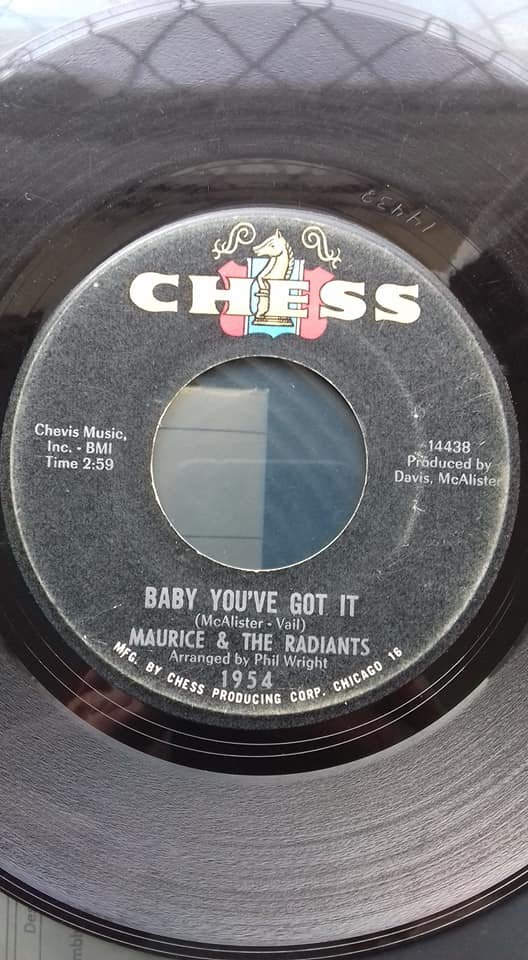 14438
CHESS
Chevis Music,
Inc. - BMI
Time 2:59
14438
Produced by
Davis, McAlister
BABY YOU'VE GOT IT
(McAlister - Vail)
MAURICE & THE RADIANTS
Arranged by Phil Wright
1954
MFG. BY CHESS PRODUCING CORP. CHICAGO 16